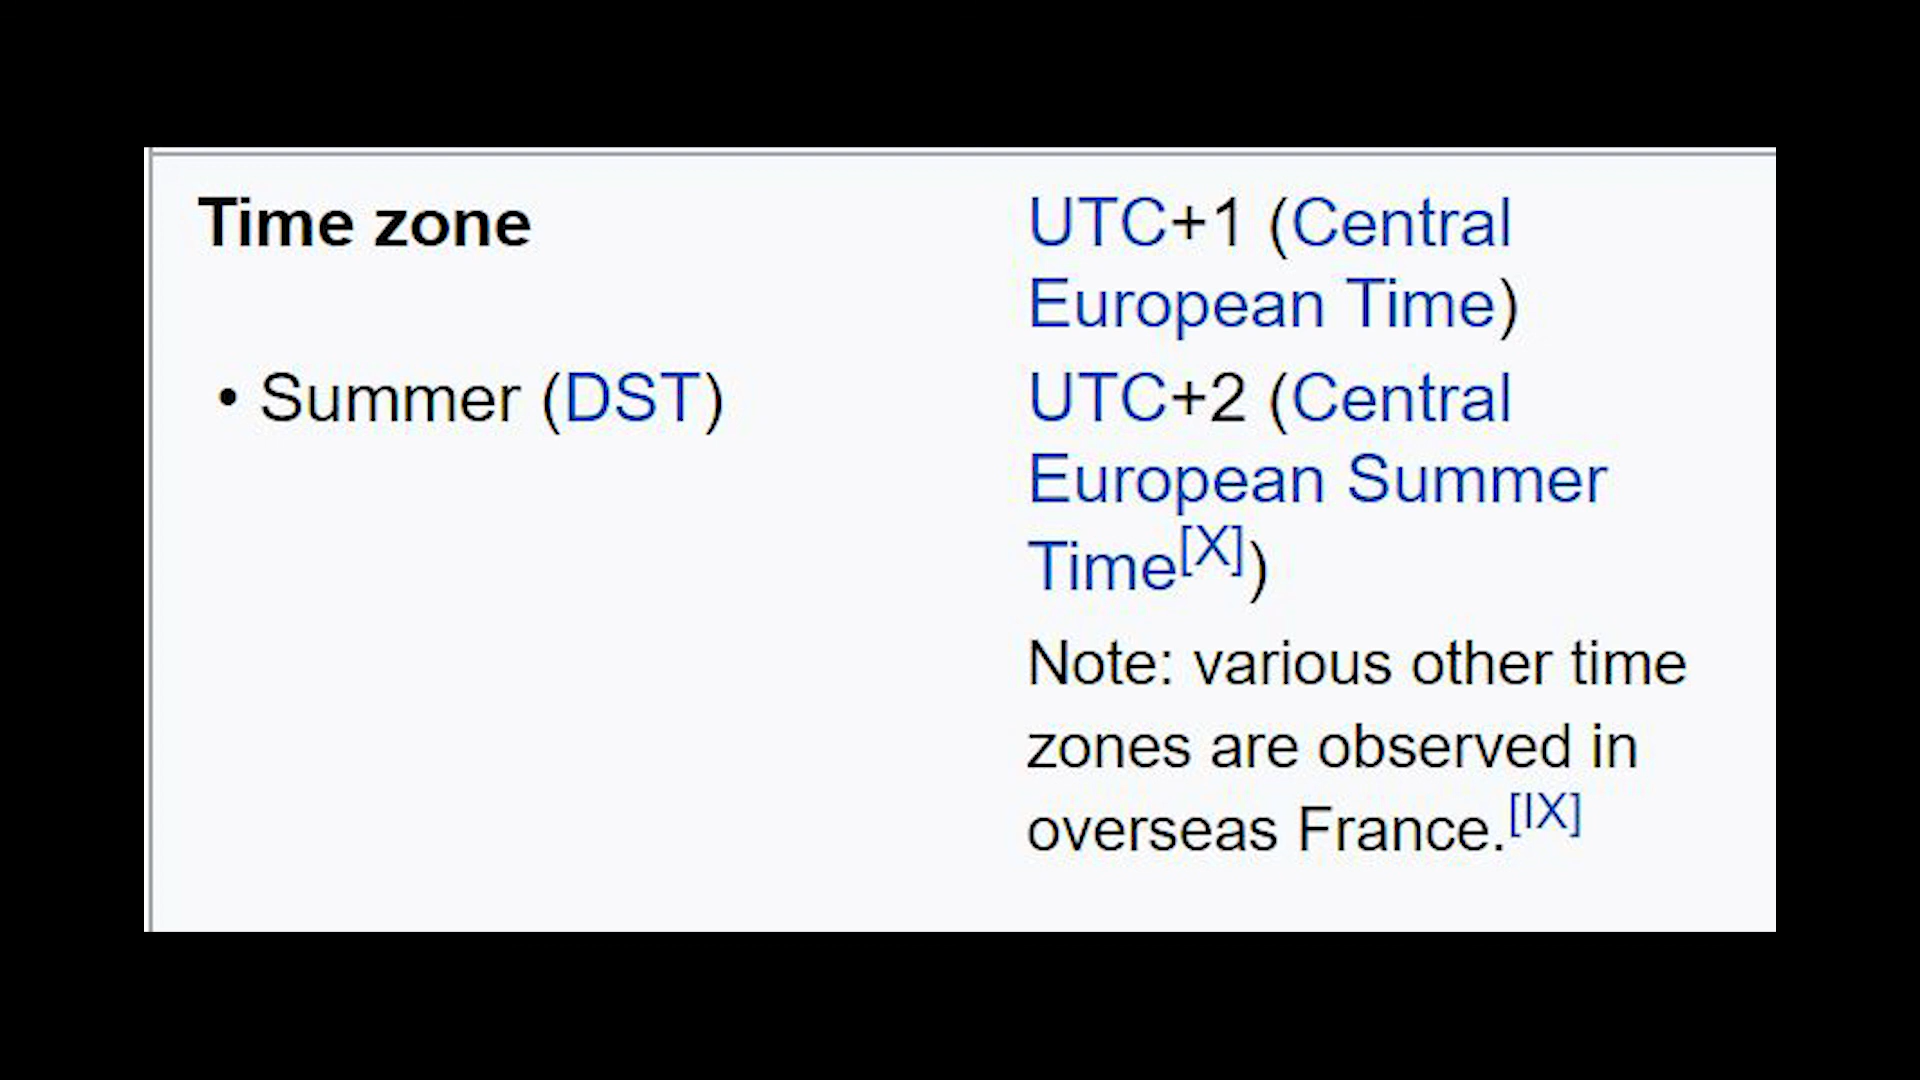 Time zone
UTC+1 (Central
European Time)
• Summer (DST)
UTC+2 (Central
European Summer
Time[X])
Note: various other time
zones are observed in
overseas France.[IX]